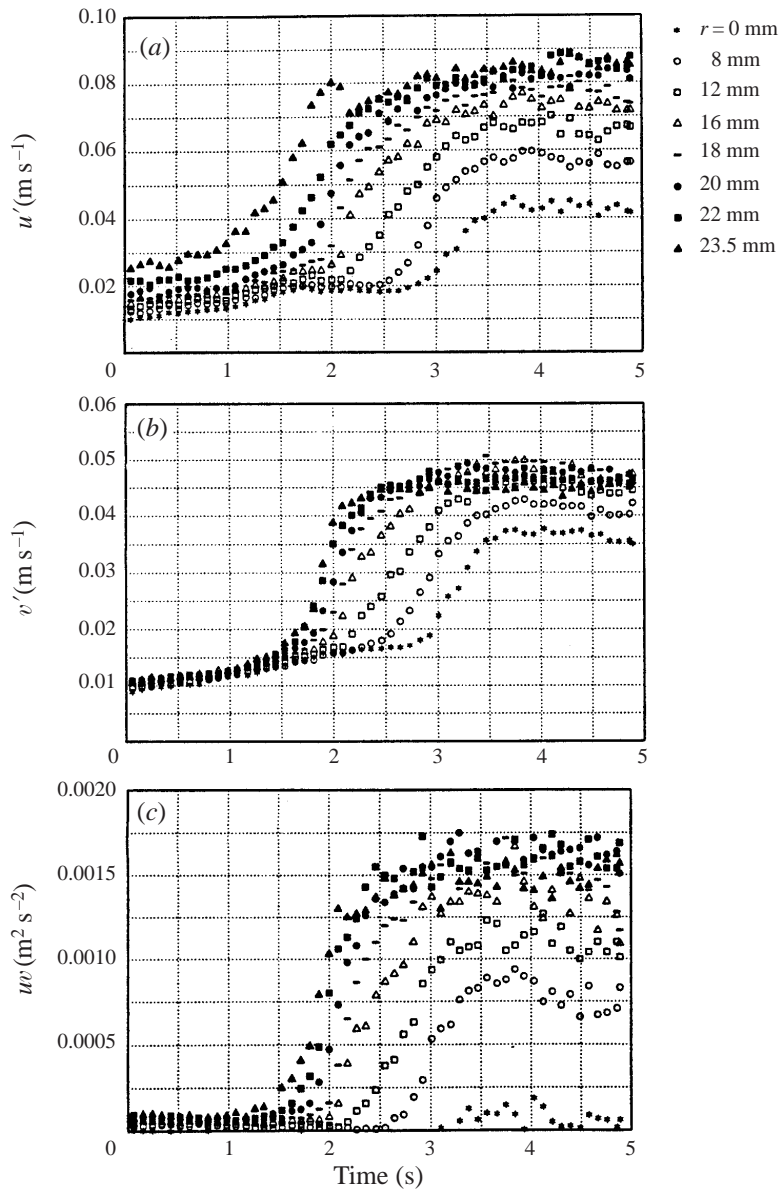 (a)
0.10
0.08
0.06
0.04
0.02
u′(m s⁻¹)
0 1 2 3 4 5
r = 0 mm
8 mm
12 mm
16 mm
18 mm
20 mm
22 mm
23.5 mm
(b)
0.06
0.05
0.04
0.03
0.02
0.01
v′(m s⁻¹)
0 1 2 3 4 5
(c)
0.0020
0.0015
0.0010
0.0005
uv (m² s⁻²)
0 1 2 3 4 5
Time (s)